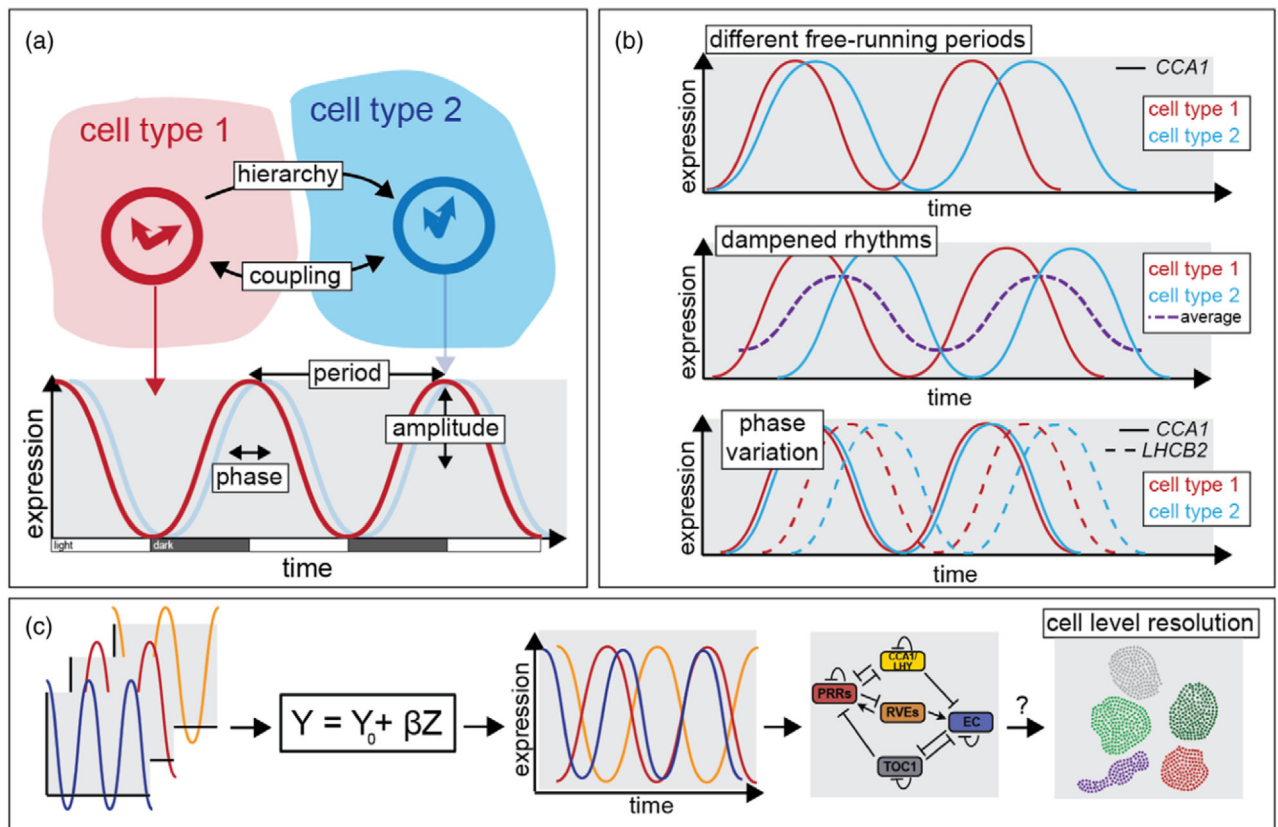 (a)
cell type 1
cell type 2
hierarchy
coupling
period
amplitude
phase
expression
light
dark
time
(b)
different free-running periods
CCA1
cell type 1
cell type 2
expression
time
dampened rhythms
cell type 1
cell type 2
average
expression
time
phase
variation
CCA1
LHCB2
cell type 1
cell type 2
expression
time
(c)
Y = Y₀+ βZ
expression
time
CCA1/
LHY
PRRs
RVEs
EC
TOC1
?
cell level resolution